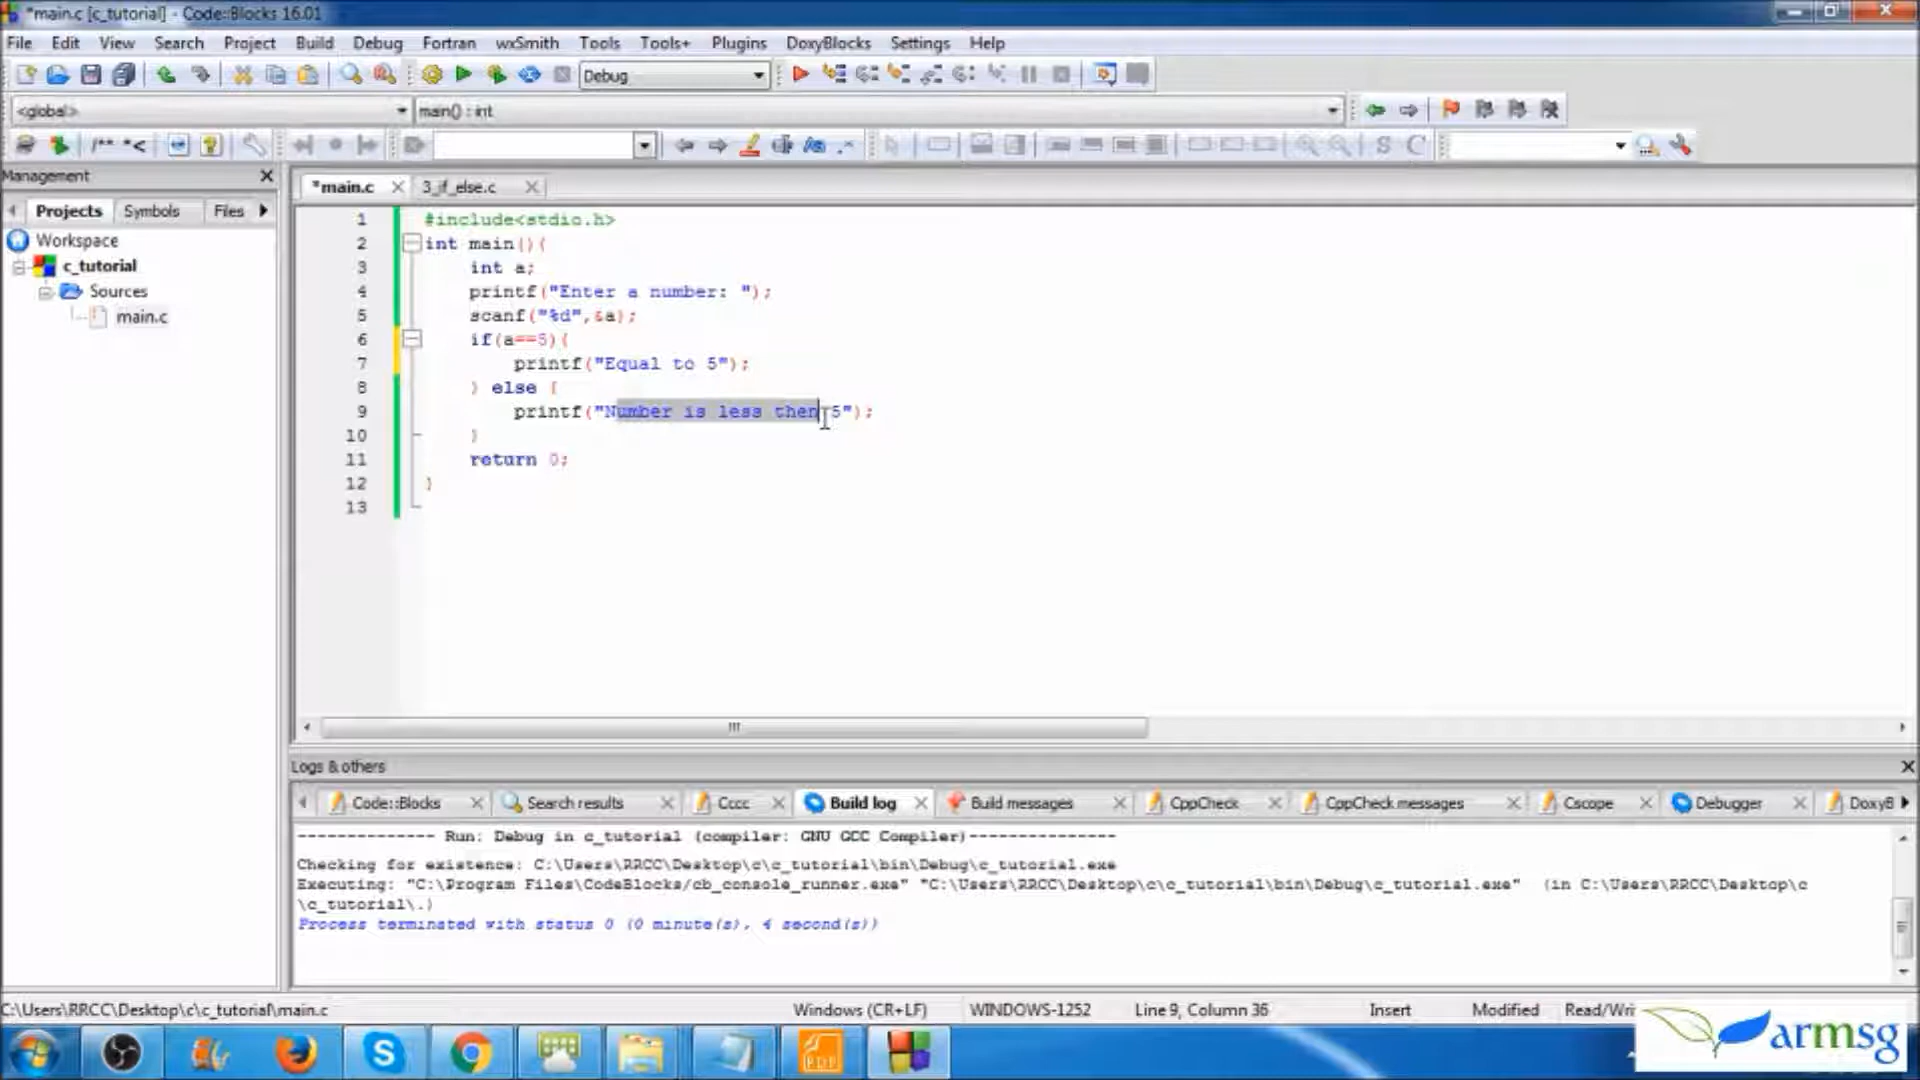 *main.c [c_tutorial] - Code::Blocks 16.01
File Edit View Search Project Build Debug Fortran wxSmith Tools Tools+ Plugins DoxyBlocks Settings Help
Debug
<global> main() : int
/** *<
S C
Management
*main.c 3_if_else.c
Projects Symbols Files
Workspace
c_tutorial
Sources
main.c
1 #include<stdio.h>
2 int main(){
3 int a;
4 printf("Enter a number: ");
5 scanf("%d",&a);
6 if(a==5){
7 printf("Equal to 5");
8 } else {
9 printf("Number is less then 5");
10 }
11 return 0;
12 }
13
Logs & others
Code::Blocks Search results Cccc Build log Build messages CppCheck CppCheck messages Cscope Debugger DoxyB
-------------- Run: Debug in c_tutorial (compiler: GNU GCC Compiler)---------------
Checking for existence: C:\Users\RRCC\Desktop\c\c_tutorial\bin\Debug\c_tutorial.exe
Executing: "C:\Program Files\CodeBlocks/cb_console_runner.exe" "C:\Users\RRCC\Desktop\c\c_tutorial\bin\Debug\c_tutorial.exe" (in C:\Users\RRCC\Desktop\c
\c_tutorial\.)
Process terminated with status 0 (0 minute(s), 4 second(s))
C:\Users\RRCC\Desktop\c\c_tutorial\main.c Windows (CR+LF) WINDOWS-1252 Line 9, Column 36 Insert Modified Read/Wri
PDF
armsg